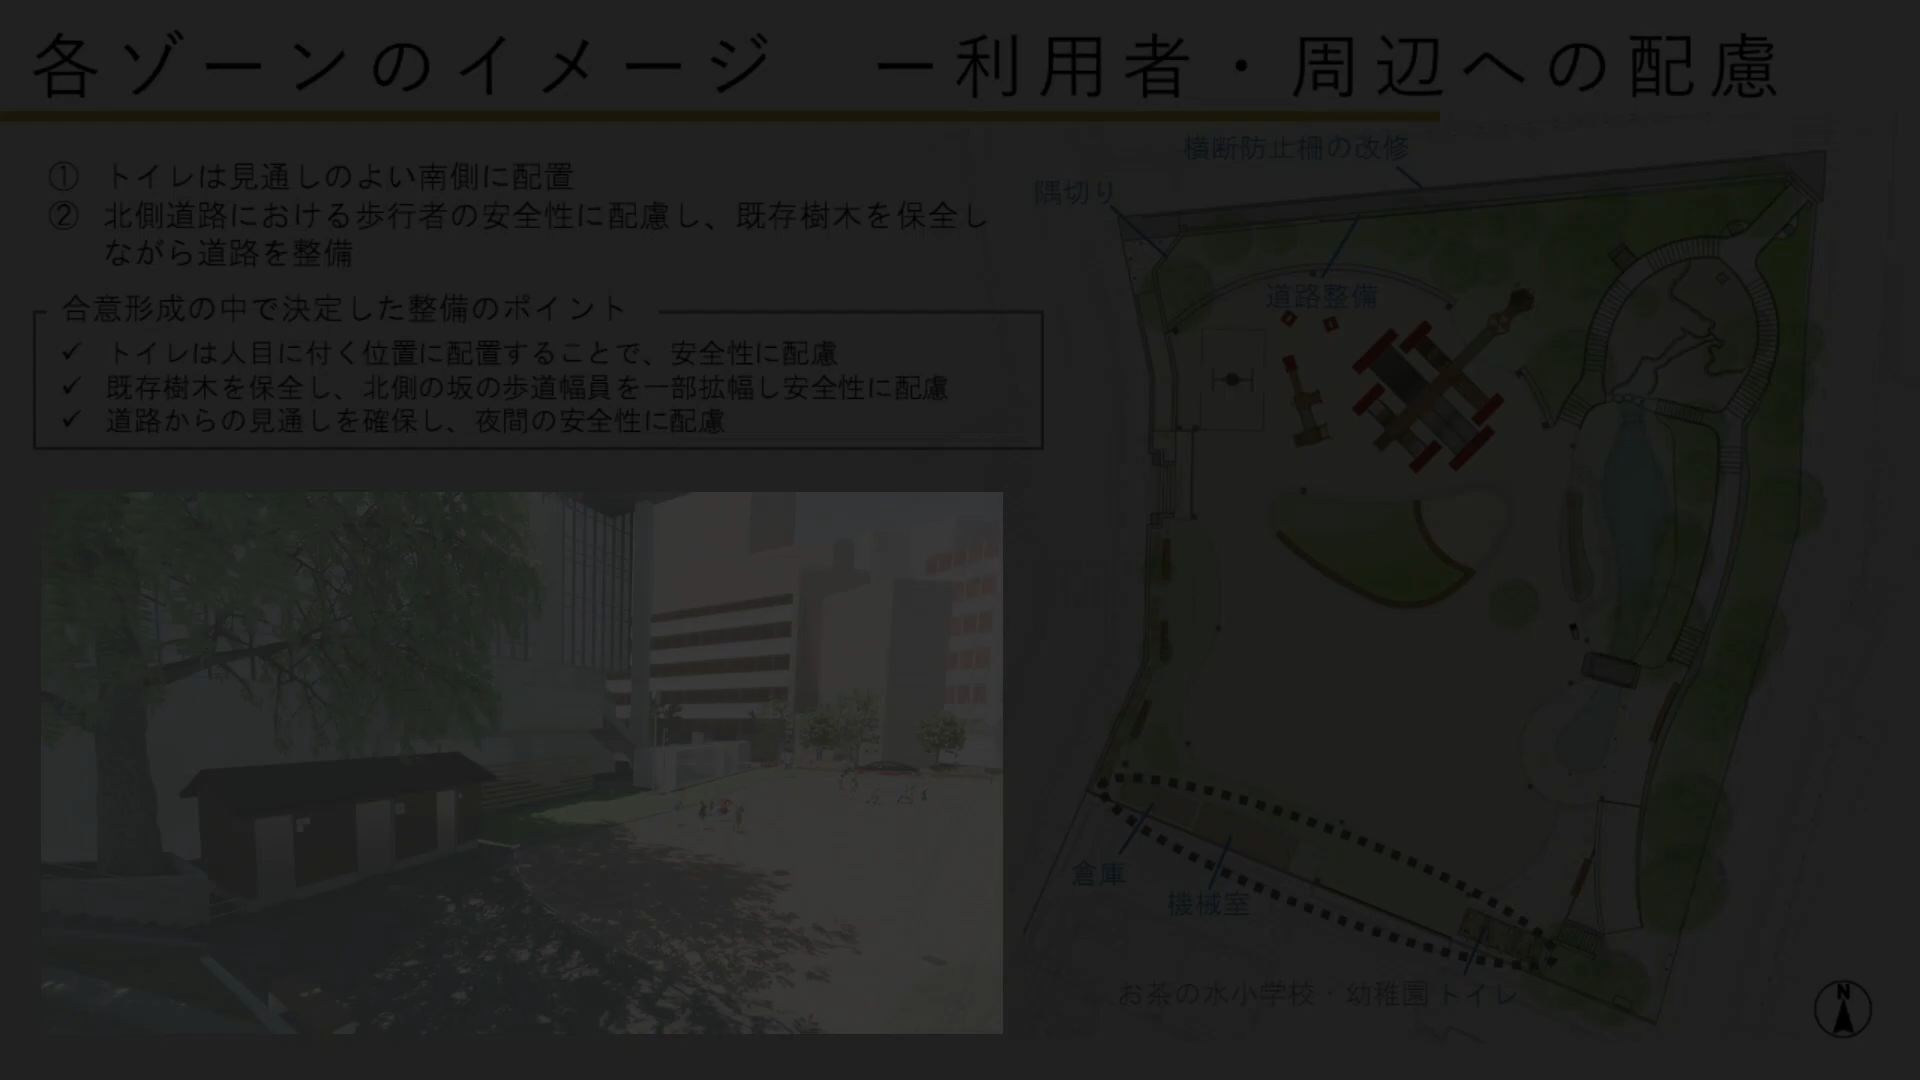 各ゾーンのイメージ　ー利用者・周辺への配慮
① トイレは見通しのよい南側に配置
② 北側道路における歩行者の安全性に配慮し、既存樹木を保全し
ながら道路を整備
合意形成の中で決定した整備のポイント
✓ トイレは人目に付く位置に配置することで、安全性に配慮
✓ 既存樹木を保全し、北側の坂の歩道幅員を一部拡幅し安全性に配慮
✓ 道路からの見通しを確保し、夜間の安全性に配慮
横断防止柵の改修
隅切り
道路整備
倉庫
機械室
お茶の水小学校・幼稚園
トイレ
N